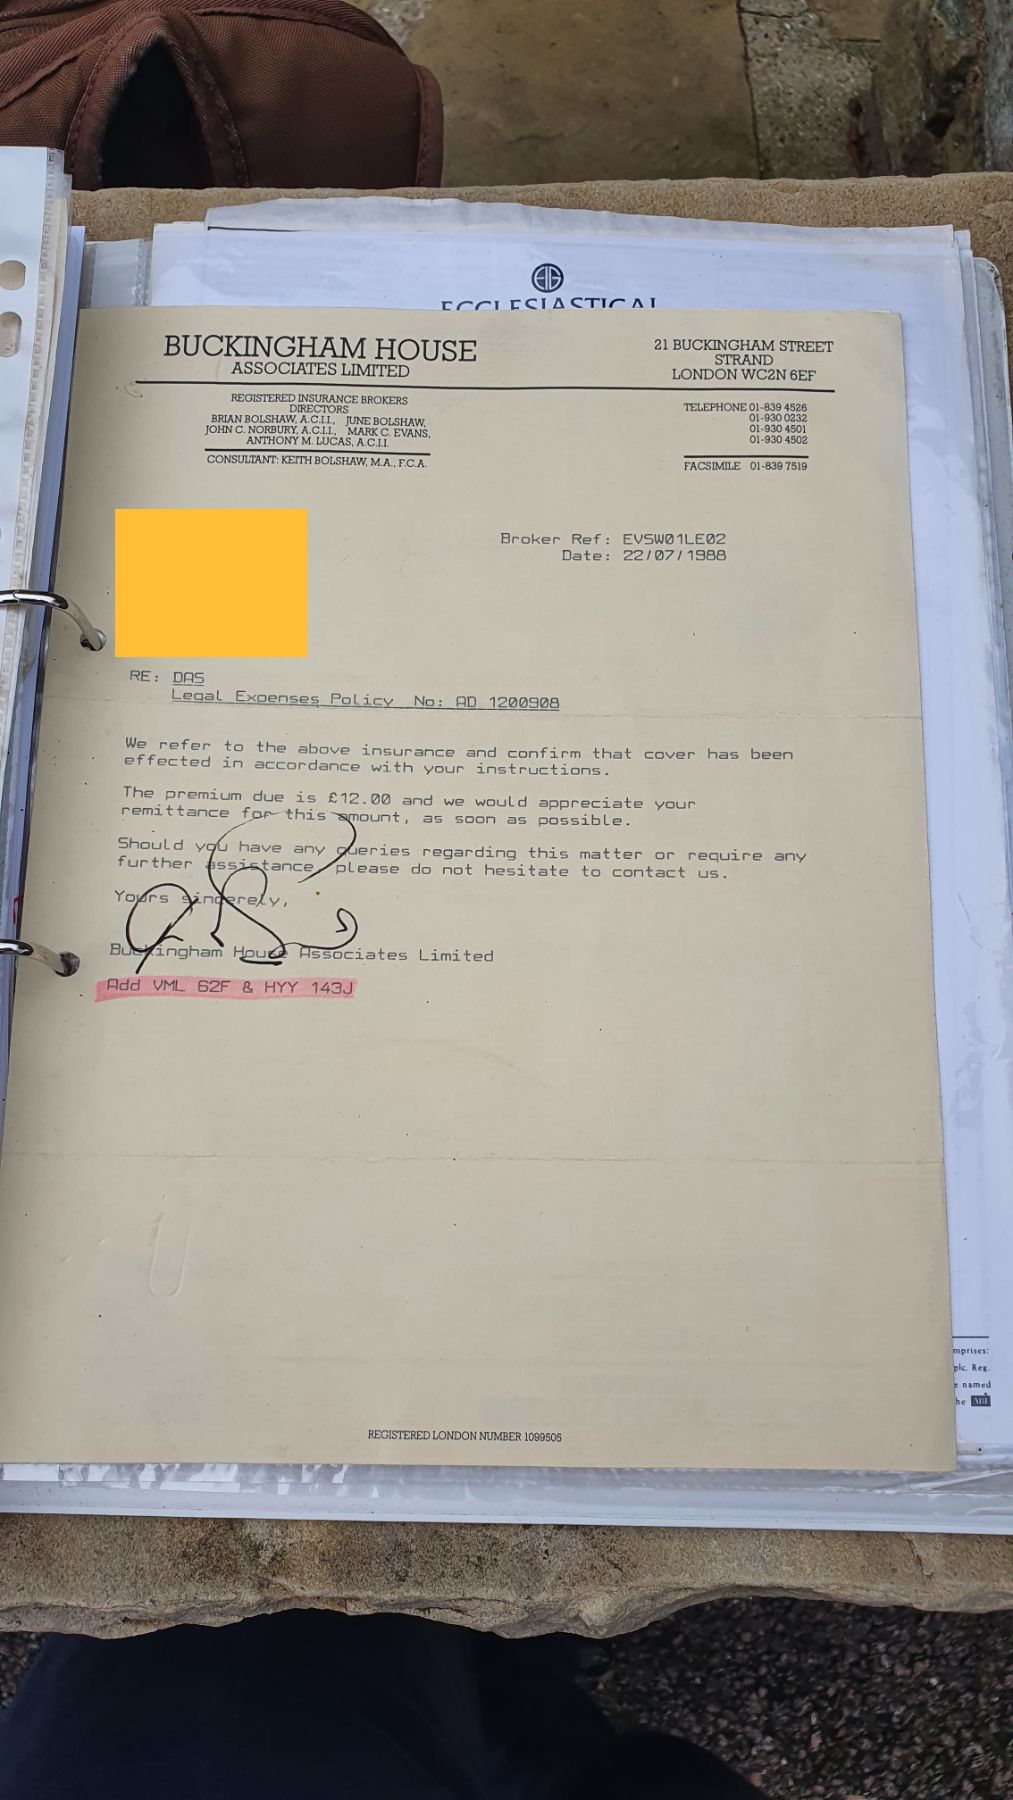 ECCLESIASTICAL
BUCKINGHAM HOUSE
ASSOCIATES LIMITED
21 BUCKINGHAM STREET
STRAND
LONDON WC2N 6EF
REGISTERED INSURANCE BROKERS
DIRECTORS
BRIAN BOLSHAW, A.C.I.I., JUNE BOLSHAW,
JOHN C. NORBURY, A.C.I.I., MARK C. EVANS,
ANTHONY M. LUCAS, A.C.I.I.
CONSULTANT: KEITH BOLSHAW, M.A., F.C.A.
TELEPHONE 01-839 4526
01-930 0232
01-930 4501
01-930 4502
FACSIMILE 01-839 7519
Broker Ref: EVSW01LE02
Date: 22/07/1988
RE: DAS
Legal Expenses Policy No: AD 1200908
We refer to the above insurance and confirm that cover has been
effected in accordance with your instructions.
The premium due is £12.00 and we would appreciate your
remittance for this amount, as soon as possible.
Should you have any queries regarding this matter or require any
further assistance, please do not hesitate to contact us.
Yours sincerely,
Buckingham House Associates Limited
Add VML 62F & HYY 143J
REGISTERED LONDON NUMBER 1099505
mprises:
plc. Reg.
e named
he